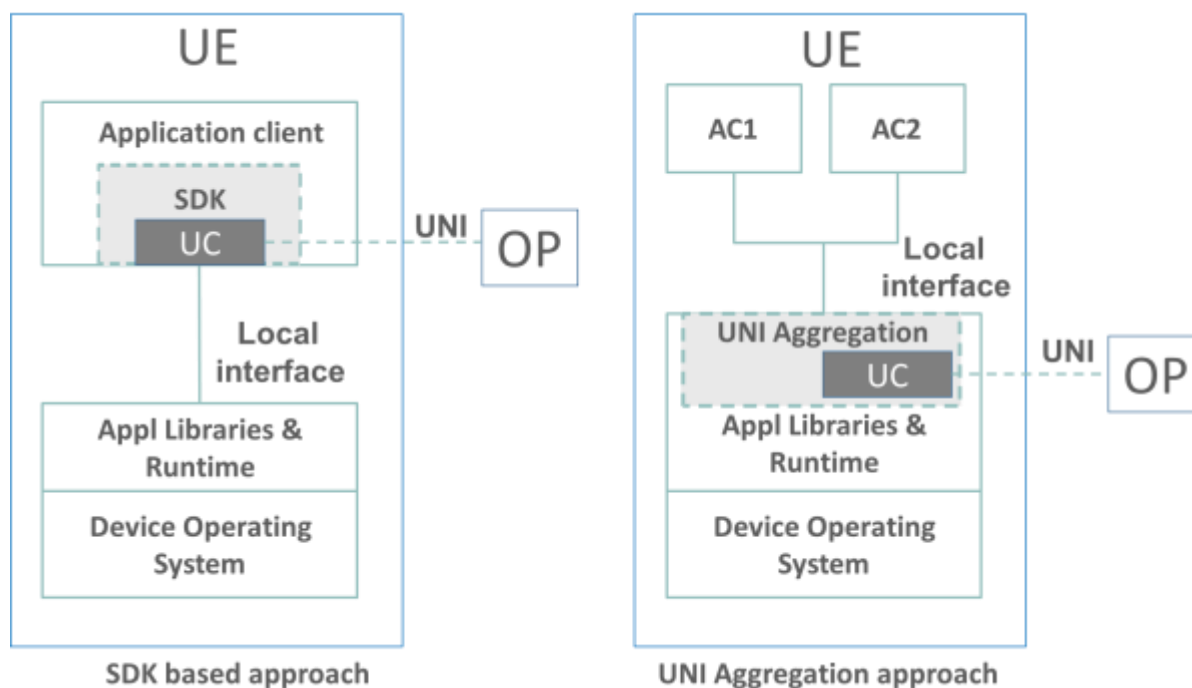 UE
Application client
SDK
UC
UNI
OP
Local
interface
Appl Libraries &
Runtime
Device Operating
System
SDK based approach
UE
AC1
AC2
Local
interface
UNI Aggregation
UC
UNI
OP
Appl Libraries &
Runtime
Device Operating
System
UNI Aggregation approach